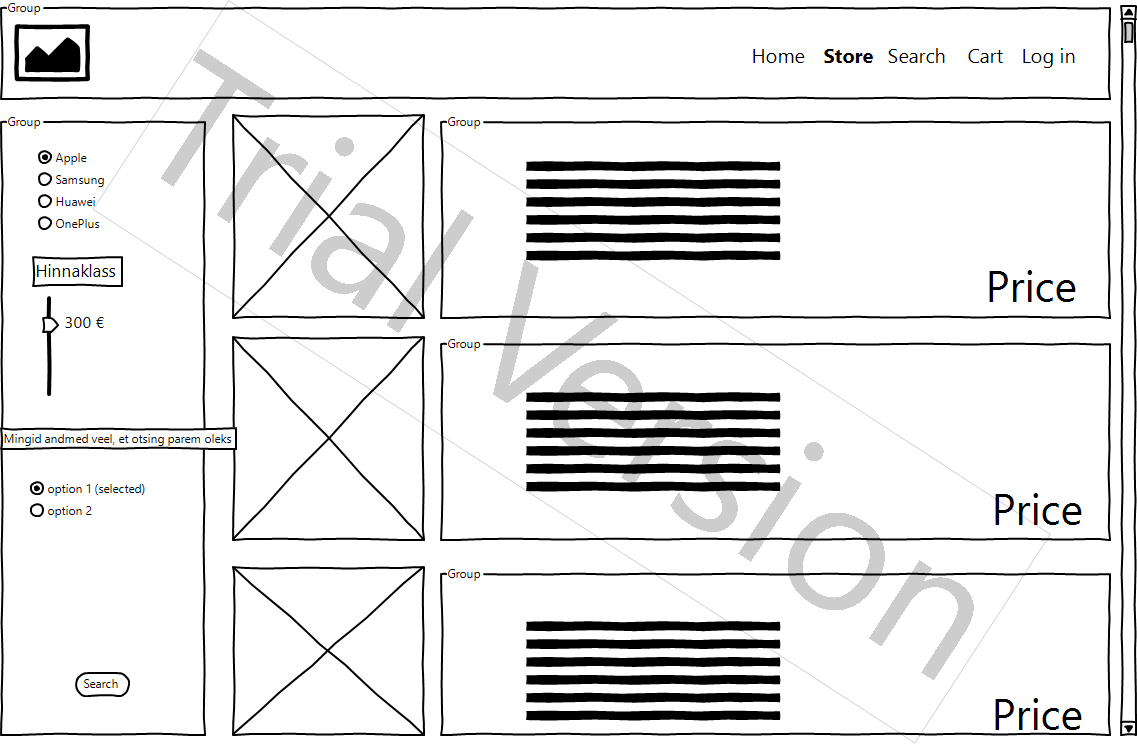 Group
Home Store Search Cart Log in
Group
Apple
Samsung
Huawei
OnePlus
Hinnaklass
300 €
Mingid andmed veel, et otsing parem oleks
option 1 (selected)
option 2
Search
Group
Price
Group
Price
Group
Price
Trial Version